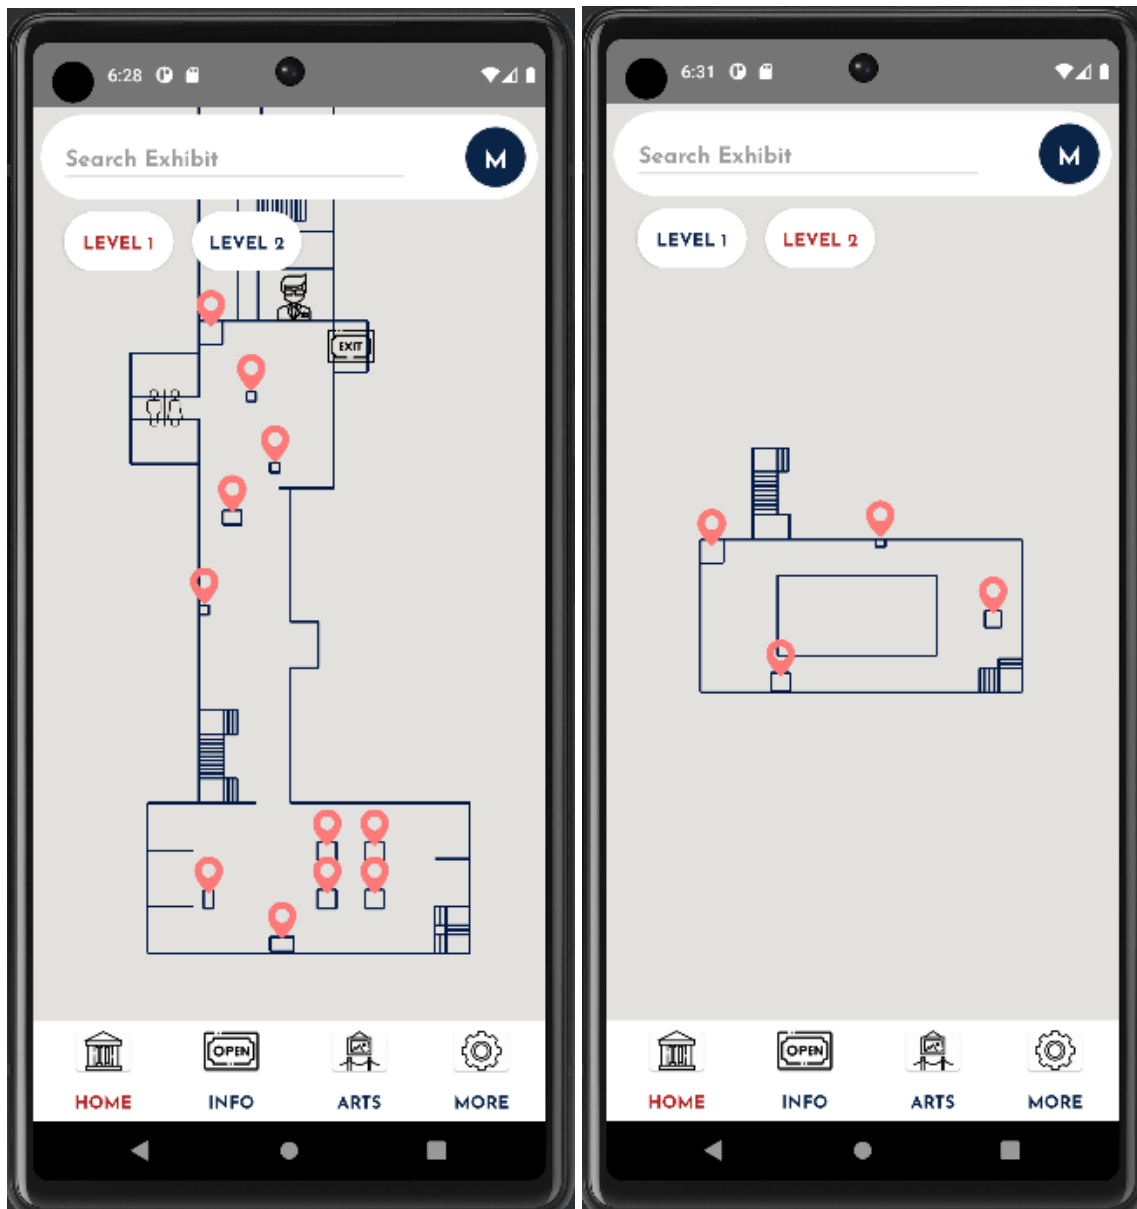 6:28
Search Exhibit
M
LEVEL 1
LEVEL 2
EXIT
OPEN
HOME
INFO
ARTS
MORE
6:31
Search Exhibit
M
LEVEL 1
LEVEL 2
OPEN
HOME
INFO
ARTS
MORE